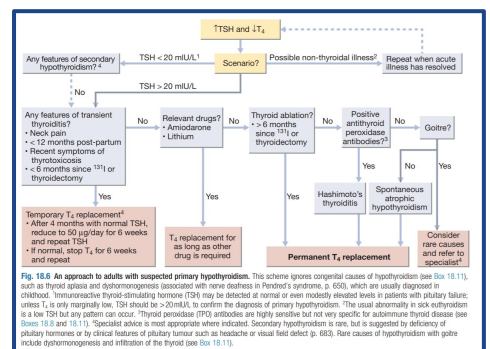 ↑TSH and ↓T4
Any features of secondary
hypothyroidism? 4
TSH < 20 mIU/L1
Scenario?
Possible non-thyroidal illness2
Repeat when acute
illness has resolved
No
TSH > 20 mIU/L
Any features of transient
thyroiditis?
• Neck pain
• < 12 months post-partum
• Recent symptoms of
thyrotoxicosis
• < 6 months since 131I or
thyroidectomy
No
Relevant drugs?
• Amiodarone
• Lithium
No
Thyroid ablation?
• > 6 months
since 131I or
thyroidectomy
No
Positive
antithyroid
peroxidase
antibodies?3
No
Goitre?
Yes
Yes
Yes
Yes
No
Yes
Hashimoto's
thyroiditis
Spontaneous
atrophic
hypothyroidism
Temporary T4 replacement4
• After 4 months with normal TSH,
reduce to 50 µg/day for 6 weeks
and repeat TSH
• If normal, stop T4 for 6 weeks
and repeat
T4 replacement for
as long as other
drug is required
Permanent T4 replacement
Consider
rare causes
and refer to
specialist4
Fig. 18.6 An approach to adults with suspected primary hypothyroidism. This scheme ignores congenital causes of hypothyroidism (see Box 18.11),
such as thyroid aplasia and dyshormonogenesis (associated with nerve deafness in Pendred's syndrome, p. 650), which are usually diagnosed in
childhood. 1Immunoreactive thyroid-stimulating hormone (TSH) may be detected at normal or even modestly elevated levels in patients with pituitary failure;
unless T4 is only marginally low, TSH should be > 20 mIU/L to confirm the diagnosis of primary hypothyroidism. 2The usual abnormality in sick euthyroidism
is a low TSH but any pattern can occur. 3Thyroid peroxidase (TPO) antibodies are highly sensitive but not very specific for autoimmune thyroid disease (see
Boxes 18.8 and 18.11). 4Specialist advice is most appropriate where indicated. Secondary hypothyroidism is rare, but is suggested by deficiency of
pituitary hormones or by clinical features of pituitary tumour such as headache or visual field defect (p. 683). Rare causes of hypothyroidism with goitre
include dyshormonogenesis and infiltration of the thyroid (see Box 18.11).